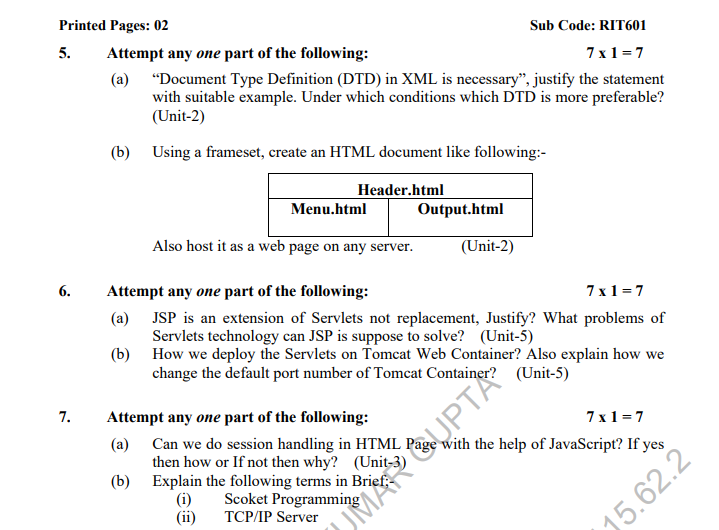 Printed Pages: 02 Sub Code: RIT601
5. Attempt any one part of the following: 7 x 1 = 7
(a) “Document Type Definition (DTD) in XML is necessary”, justify the statement
with suitable example. Under which conditions which DTD is more preferable?
(Unit-2)
(b) Using a frameset, create an HTML document like following:-
Header.html
Menu.html Output.html
Also host it as a web page on any server. (Unit-2)
6. Attempt any one part of the following: 7 x 1 = 7
(a) JSP is an extension of Servlets not replacement, Justify? What problems of
Servlets technology can JSP is suppose to solve? (Unit-5)
(b) How we deploy the Servlets on Tomcat Web Container? Also explain how we
change the default port number of Tomcat Container? (Unit-5)
7. Attempt any one part of the following: 7 x 1 = 7
(a) Can we do session handling in HTML Page with the help of JavaScript? If yes
then how or If not then why? (Unit-3)
(b) Explain the following terms in Brief:-
(i) Scoket Programming
(ii) TCP/IP Server
UMAR GUPTA
15.62.2